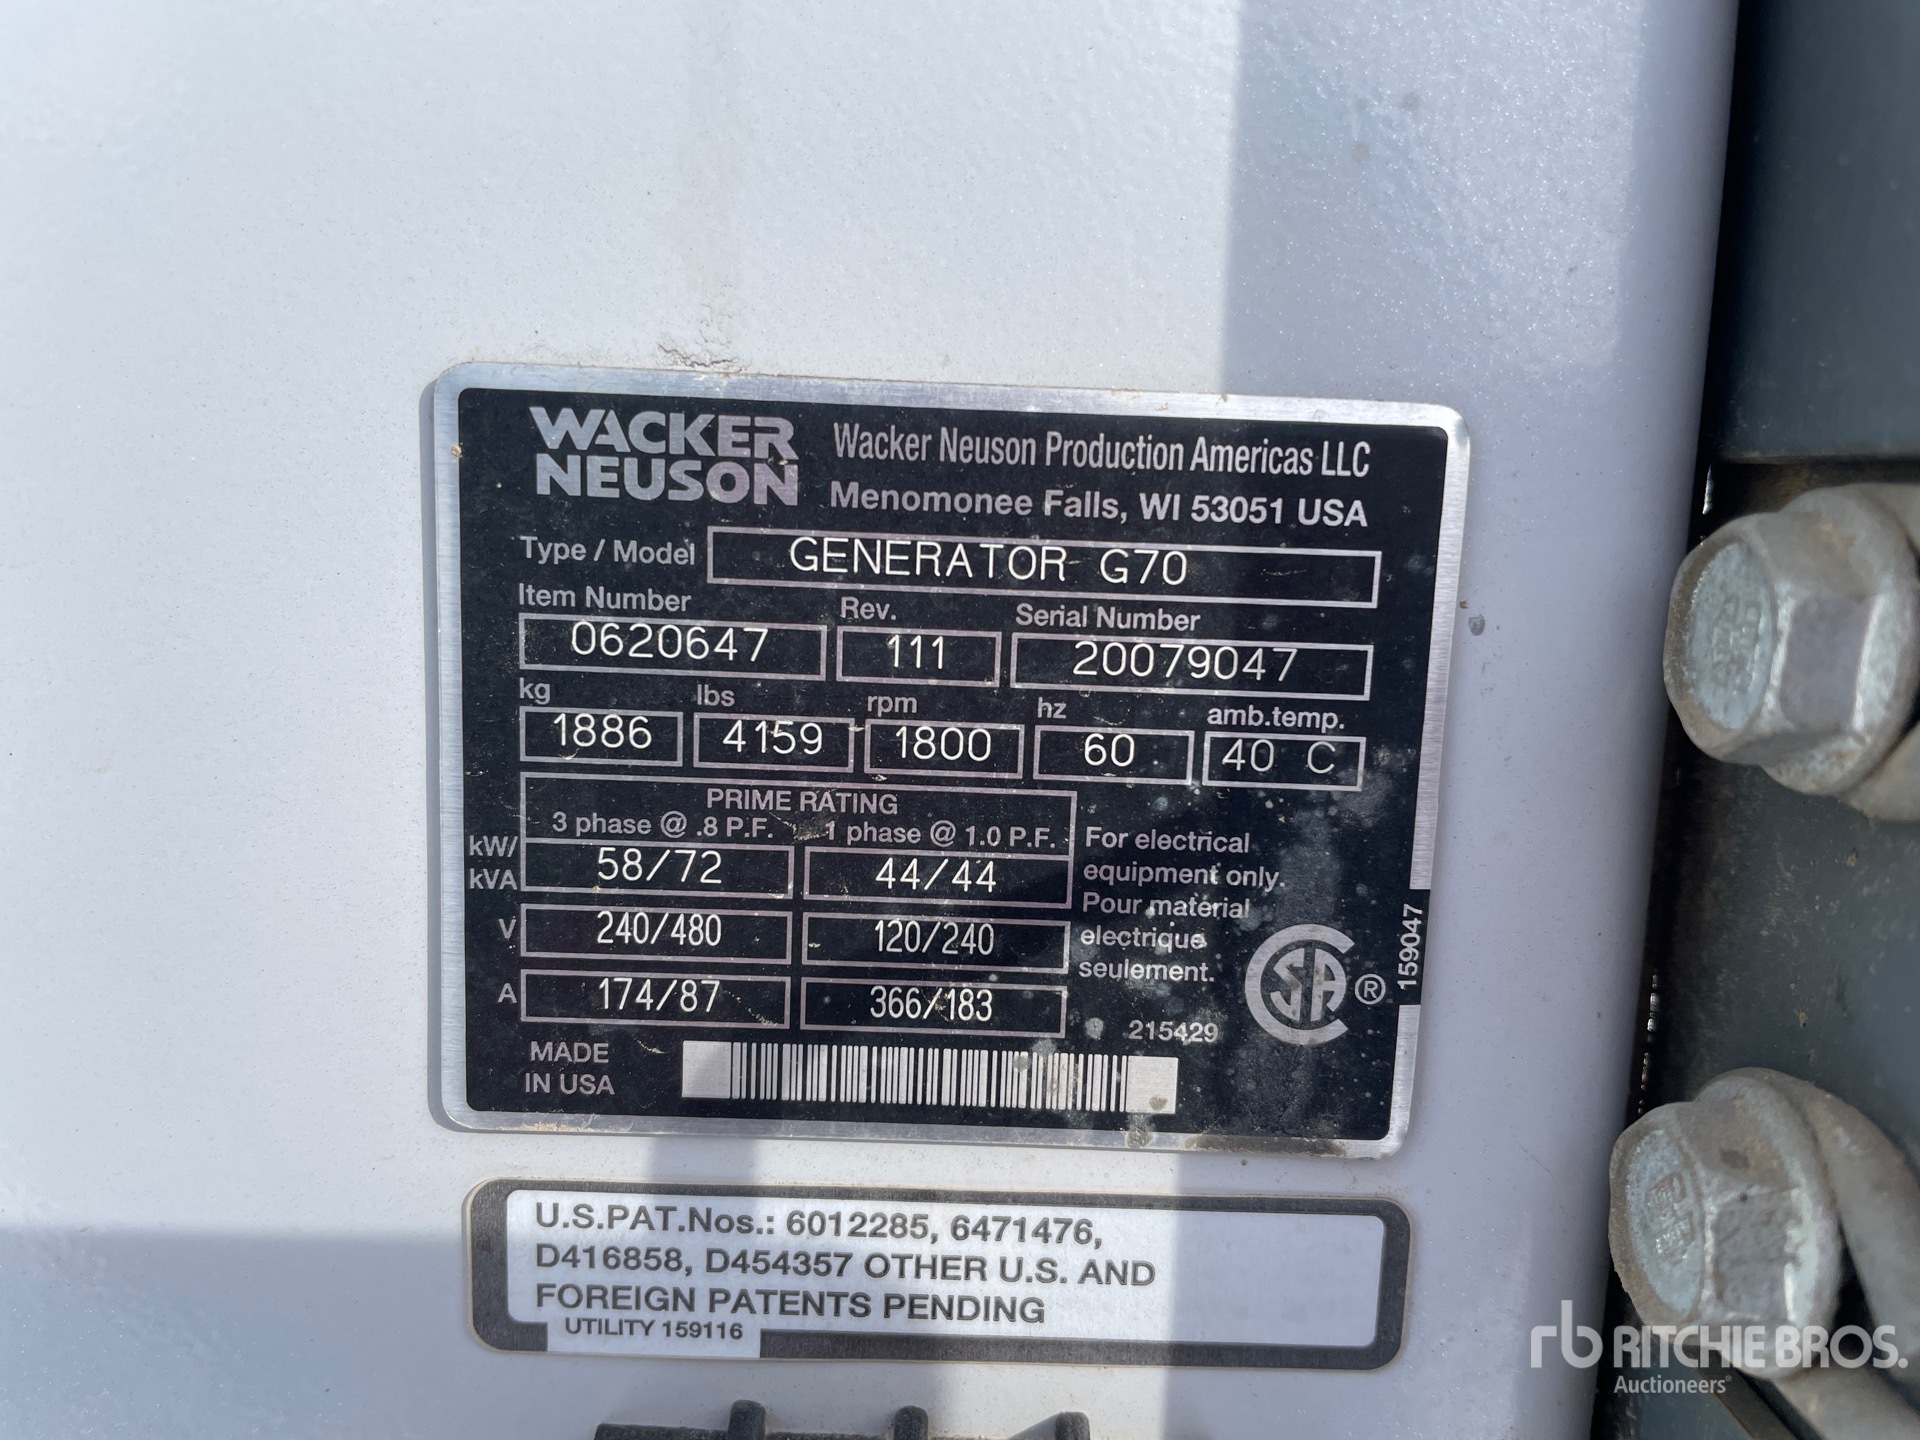 WACKER
NEUSON
Wacker Neuson Production Americas LLC
Menomonee Falls, WI 53051 USA
Type / Model GENERATOR G70
Item Number Rev. Serial Number
0620647 111 20079047
kg lbs rpm hz amb.temp.
1886 4159 1800 60 40 C
PRIME RATING
3 phase @ .8 P.F. 1 phase @ 1.0 P.F.
kW/
kVA 58/72 44/44
V 240/480 120/240
A 174/87 366/183
For electrical
equipment only.
Pour matérial
electrique
seulement.
215429
159047
MADE
IN USA
U.S.PAT.Nos.: 6012285, 6471476,
D416858, D454357 OTHER U.S. AND
FOREIGN PATENTS PENDING
UTILITY 159116
rb RITCHIE BROS.
Auctioneers